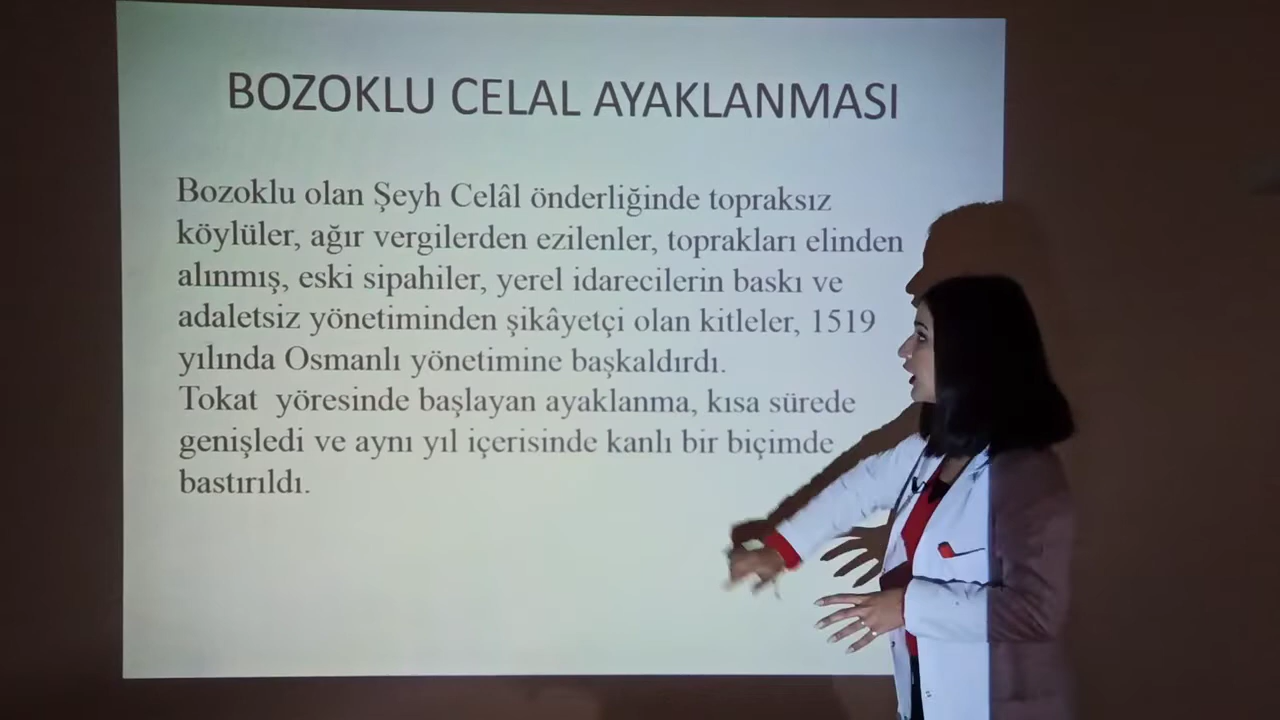 BOZOKLU CELAL AYAKLANMASI
Bozoklu olan Şeyh Celâl önderliğinde topraksız
köylüler, ağır vergilerden ezilenler, toprakları elinden
alınmış, eski sipahiler, yerel idarecilerin baskı ve
adaletsiz yönetiminden şikâyetçi olan kitleler, 1519
yılında Osmanlı yönetimine başkaldırdı.
Tokat yöresinde başlayan ayaklanma, kısa sürede
genişledi ve aynı yıl içerisinde kanlı bir biçimde
bastırıldı.